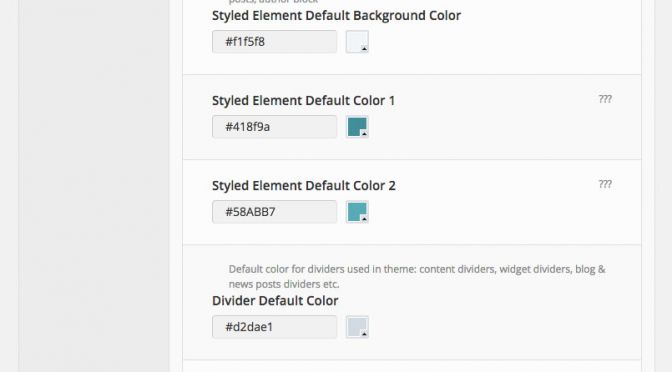 posts, author block
Styled Element Default Background Color
#f1f5f8
Styled Element Default Color 1
???
#418f9a
Styled Element Default Color 2
???
#58ABB7
Default color for dividers used in theme: content dividers, widget dividers, blog &
news posts dividers etc.
Divider Default Color
#d2dae1